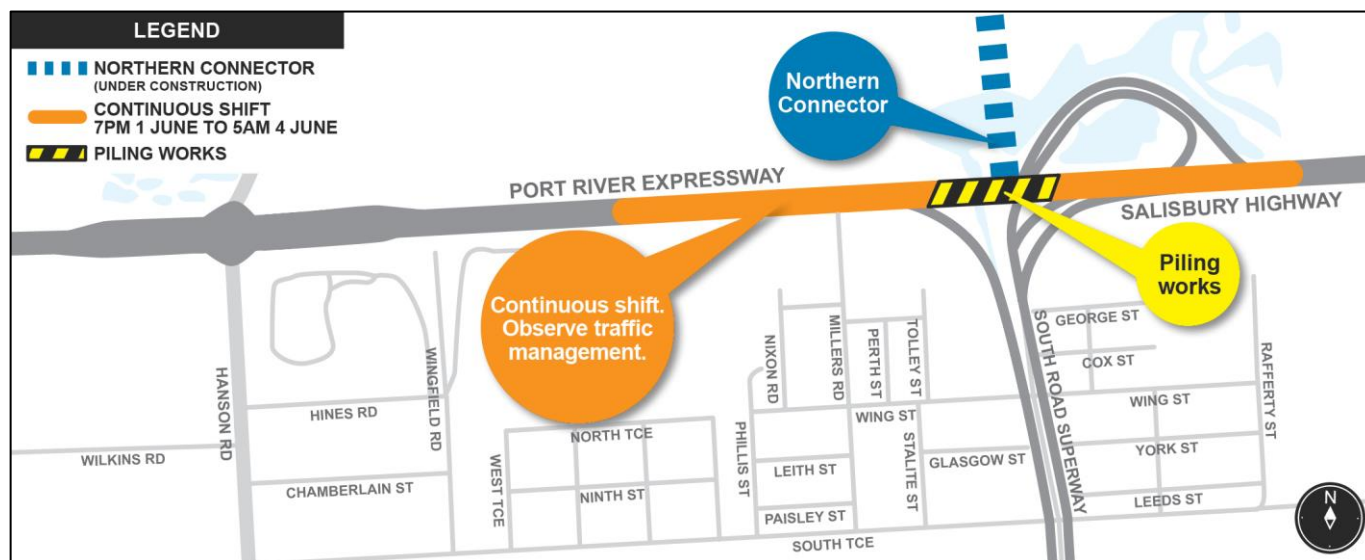 LEGEND
NORTHERN CONNECTOR
(UNDER CONSTRUCTION)
CONTINUOUS SHIFT
7PM 1 JUNE TO 5AM 4 JUNE
PILING WORKS
Northern
Connector
PORT RIVER EXPRESSWAY
SALISBURY HIGHWAY
Piling
works
Continuous shift.
Observe traffic
management.
HANSON RD
WINGFIELD RD
HINES RD
WILKINS RD
CHAMBERLAIN ST
WEST TCE
NORTH TCE
NINTH ST
PHILLIS ST
NIXON RD
MILLERS RD
PERTH ST
TOLLEY ST
WING ST
LEITH ST
STALITE ST
GLASGOW ST
PAISLEY ST
SOUTH TCE
SOUTH ROAD SUPERWAY
GEORGE ST
COX ST
WING ST
YORK ST
LEEDS ST
RAFFERTY ST
N